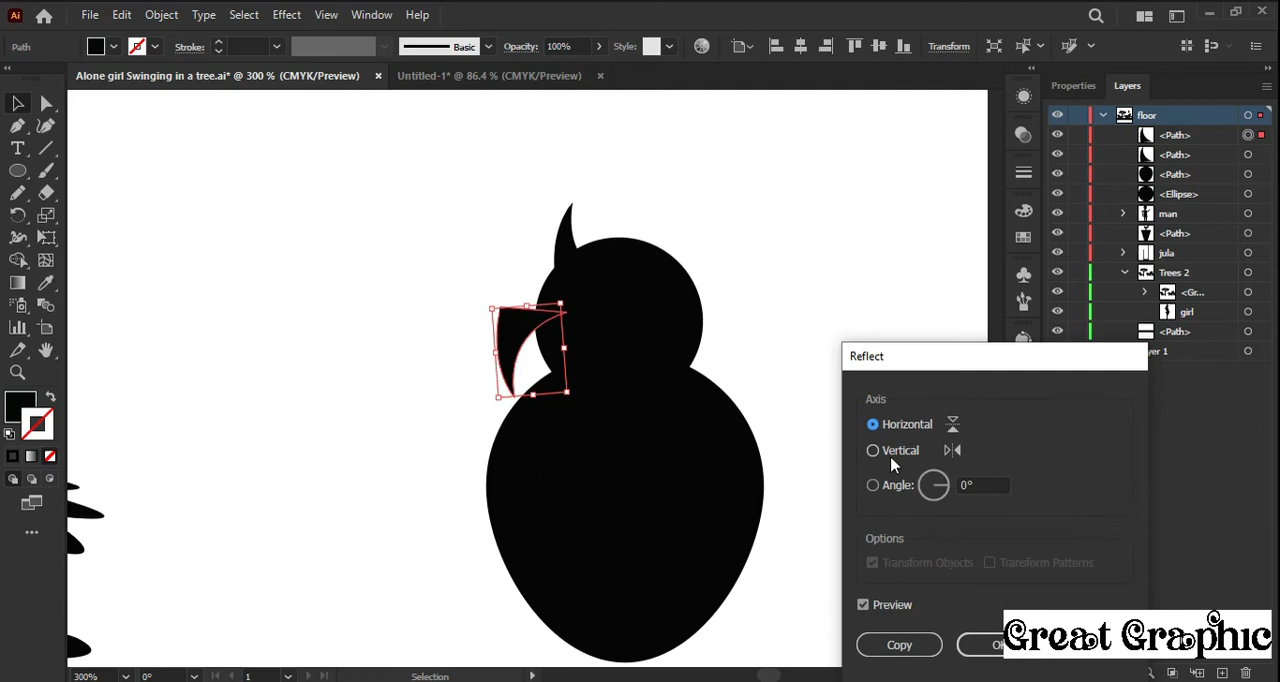 Ai File Edit Object Type Select Effect View Window Help
Path Stroke: Basic Opacity: 100% Style: Transform
Alone girl Swinging in a tree.ai* @ 300 % (CMYK/Preview) × Untitled-1* @ 86.4 % (CMYK/Preview) ×
Properties Layers
floor
<Path>
<Path>
<Path>
<Ellipse>
man
<Path>
jula
Trees 2
<Gr...
girl
<Path>
yer 1
Reflect
Axis
Horizontal
Vertical
Angle: 0°
Options
Transform Objects Transform Patterns
Preview
Copy
Great Graphic
300% 0° 1 Selection